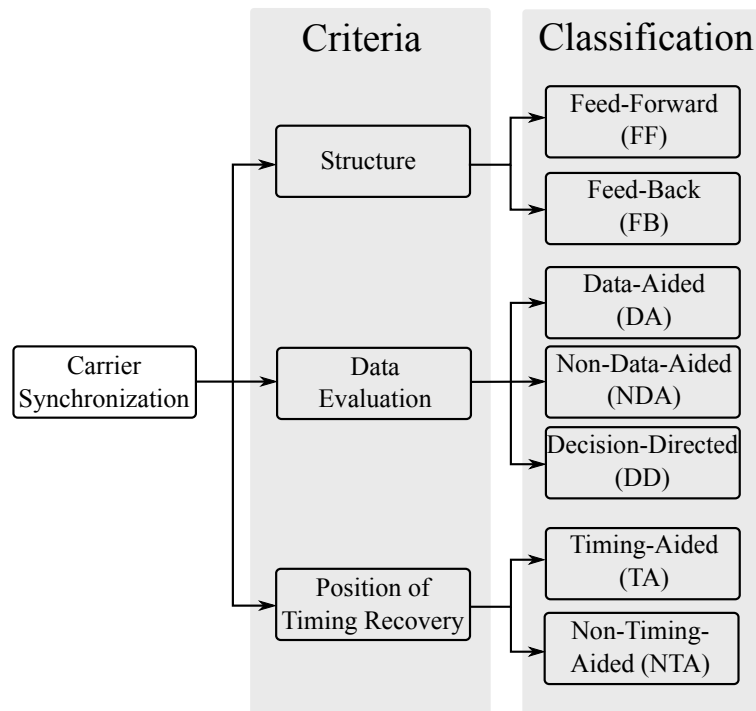 Criteria
Classification
Carrier
Synchronization
Structure
Feed-Forward
(FF)
Feed-Back
(FB)
Data
Evaluation
Data-Aided
(DA)
Non-Data-Aided
(NDA)
Decision-Directed
(DD)
Position of
Timing Recovery
Timing-Aided
(TA)
Non-Timing-
Aided (NTA)